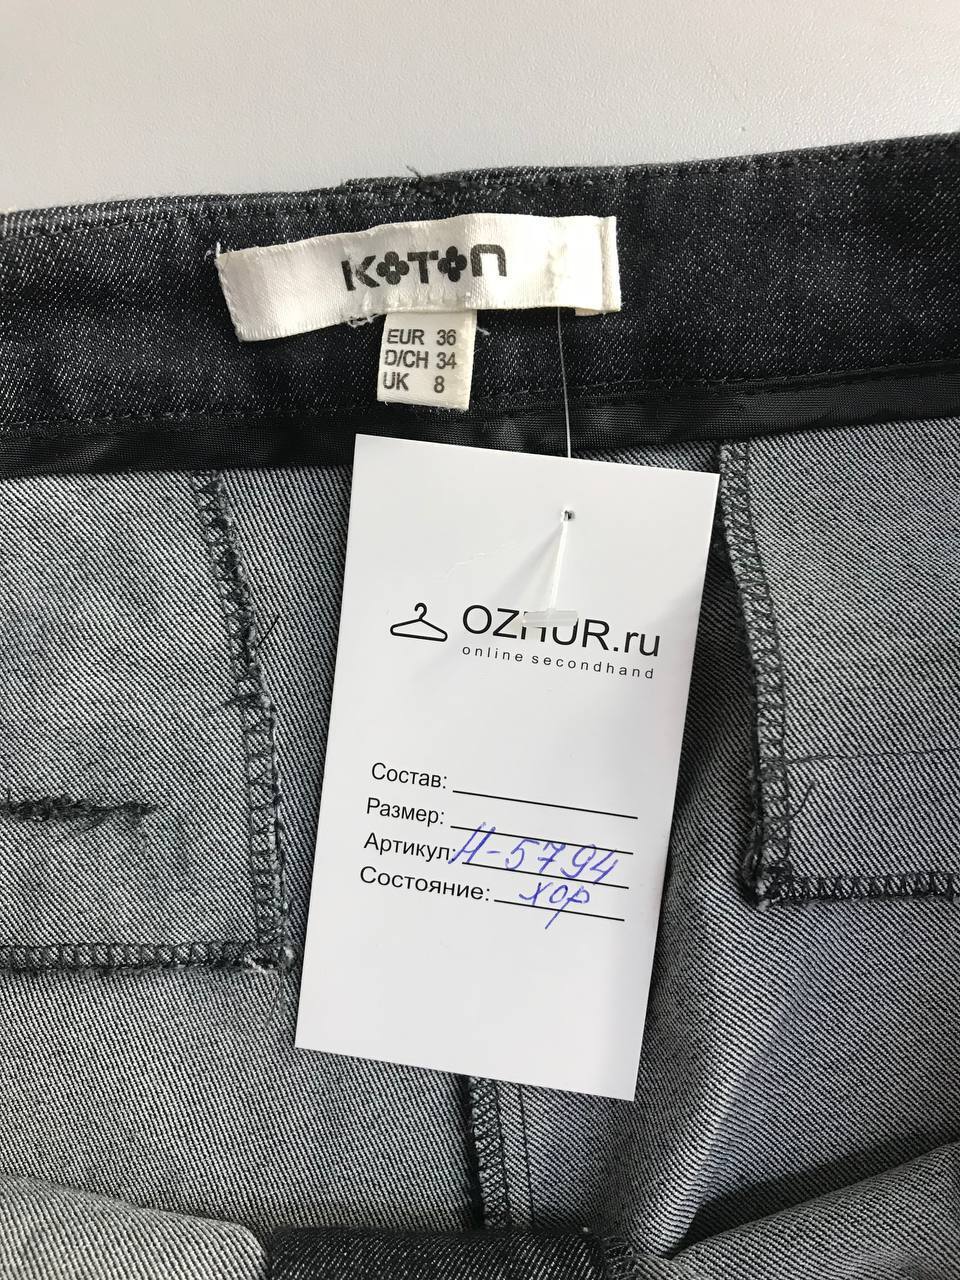 KOTON
EUR 36
D/CH 34
UK 8
OZHUR.ru
online secondhand
Состав:
Размер:
Артикул: Н-5794
Состояние: хор